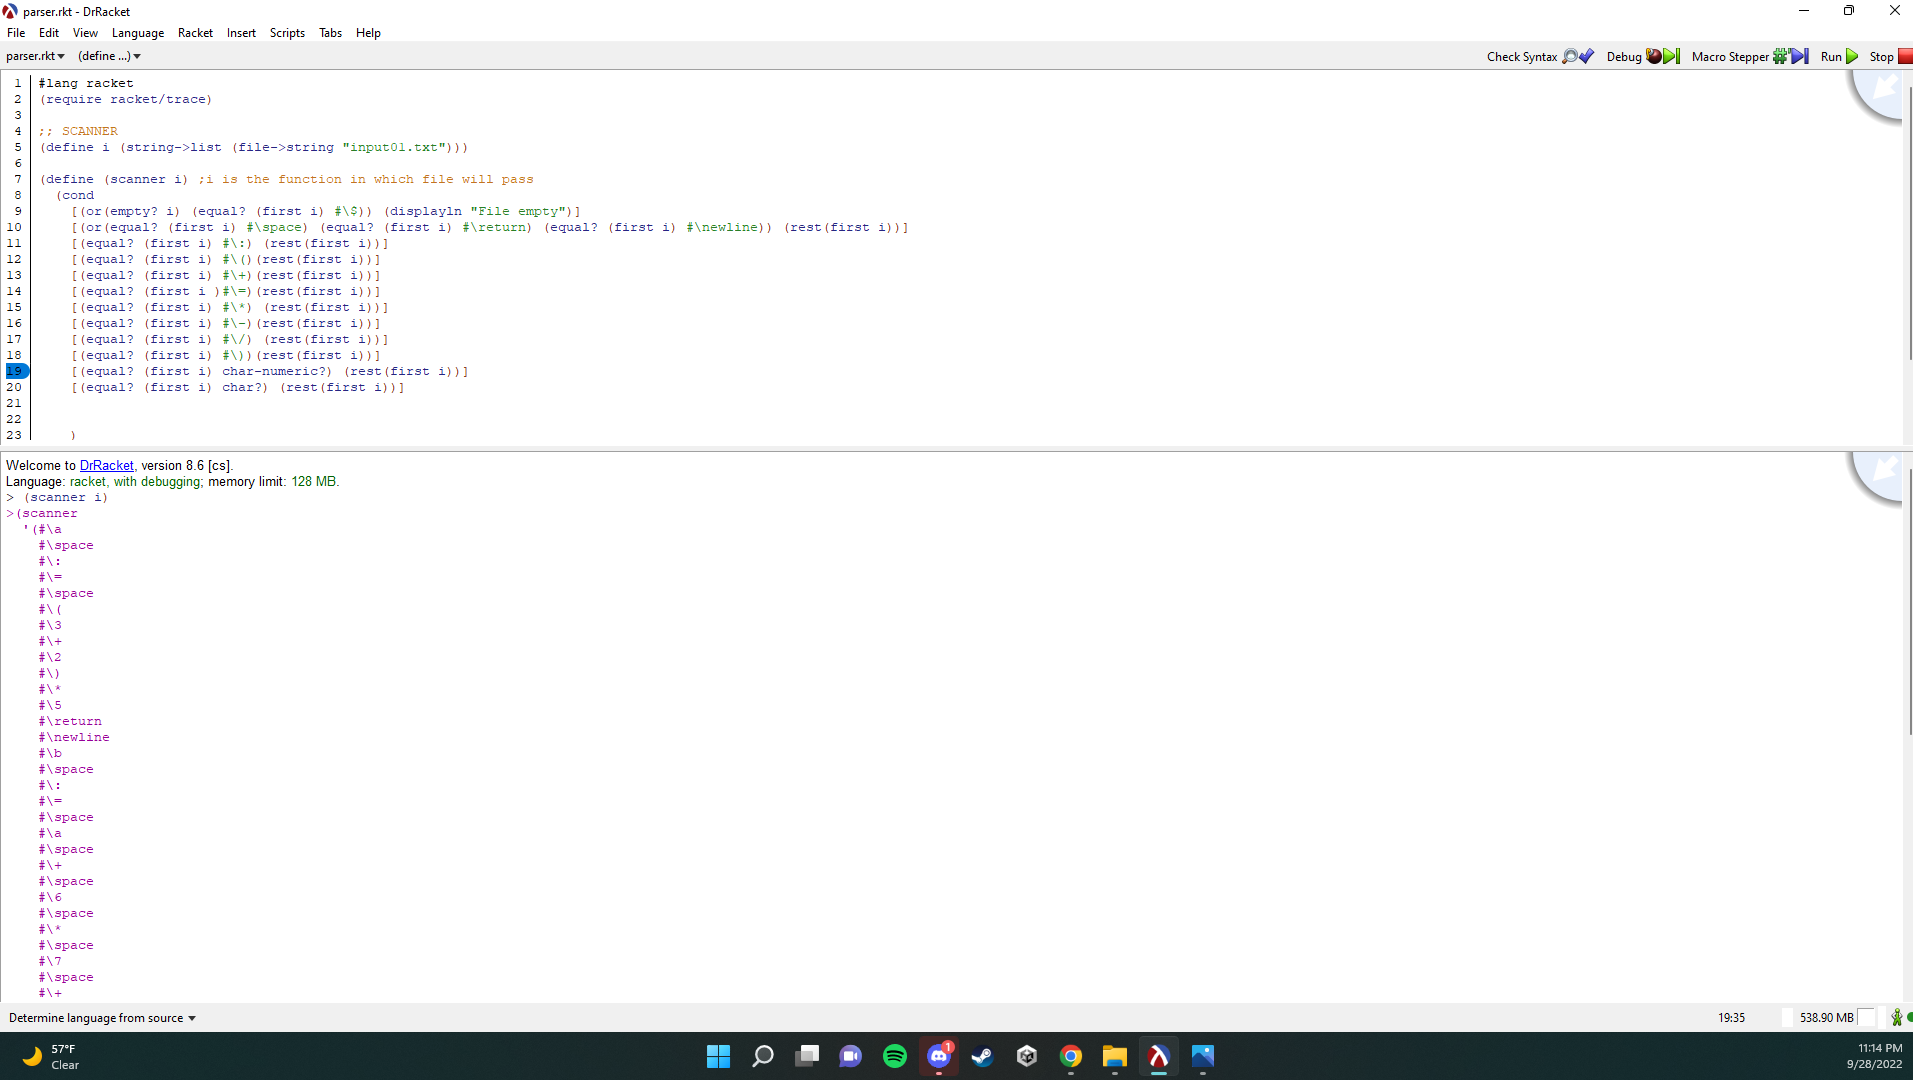 parser.rkt - DrRacket
File Edit View Language Racket Insert Scripts Tabs Help
parser.rkt▾ (define ...)▾ Check Syntax Debug Macro Stepper Run Stop
1 #lang racket
2 (require racket/trace)
3
4 ;; SCANNER
5 (define i (string->list (file->string "input01.txt")))
6
7 (define (scanner i) ;i is the function in which file will pass
8 (cond
9 [(or(empty? i) (equal? (first i) #\$)) (displayln "File empty")]
10 [(or(equal? (first i) #\space) (equal? (first i) #\return) (equal? (first i) #\newline)) (rest(first i))]
11 [(equal? (first i) #\:) (rest(first i))]
12 [(equal? (first i) #\()(rest(first i))]
13 [(equal? (first i) #\+)(rest(first i))]
14 [(equal? (first i )#\=)(rest(first i))]
15 [(equal? (first i) #\*) (rest(first i))]
16 [(equal? (first i) #\-)(rest(first i))]
17 [(equal? (first i) #\/) (rest(first i))]
18 [(equal? (first i) #\))(rest(first i))]
19 [(equal? (first i) char-numeric?) (rest(first i))]
20 [(equal? (first i) char?) (rest(first i))]
21
22
23 )
Welcome to DrRacket, version 8.6 [cs].
Language: racket, with debugging; memory limit: 128 MB.
> (scanner i)
>(scanner
'(#\a
#\space
#\:
#\=
#\space
#\(
#\3
#\+
#\2
#\)
#\*
#\5
#\return
#\newline
#\b
#\space
#\:
#\=
#\space
#\a
#\space
#\+
#\space
#\6
#\space
#\*
#\space
#\7
#\space
#\+
Determine language from source ▾ 19:35 538.90 MB
57°F
Clear
1
11:14 PM
9/28/2022